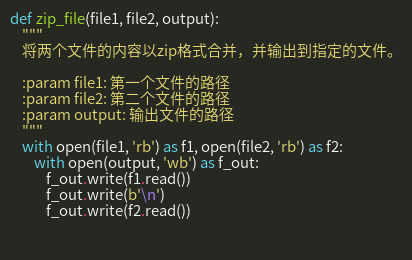 def zip_file(file1, file2, output):
    """
    将两个文件的内容以zip格式合并，并输出到指定的文件。

    :param file1: 第一个文件的路径
    :param file2: 第二个文件的路径
    :param output: 输出文件的路径
    """
    with open(file1, 'rb') as f1, open(file2, 'rb') as f2:
        with open(output, 'wb') as f_out:
            f_out.write(f1.read())
            f_out.write(b'\n')
            f_out.write(f2.read())